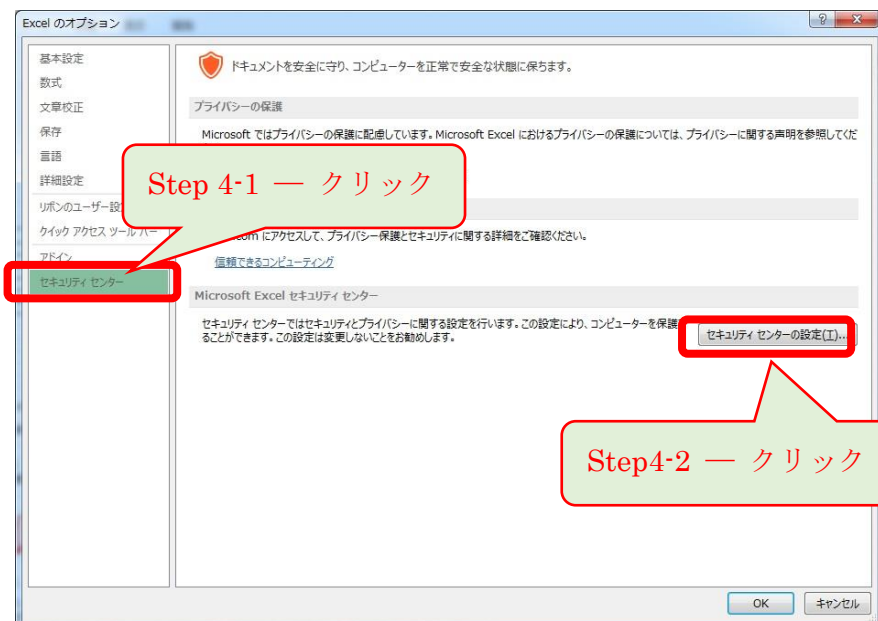 Excel のオプション
基本設定
数式
文章校正
保存
言語
詳細設定
リボンのユーザー設
クイック アクセス ツール バー
アドイン
セキュリティ センター
ドキュメントを安全に守り、コンピューターを正常で安全な状態に保ちます。
プライバシーの保護
Microsoft ではプライバシーの保護に配慮しています。Microsoft Excel におけるプライバシーの保護については、プライバシーに関する声明を参照してくだ
Step 4-1 ― クリック
にアクセスして、プライバシー保護とセキュリティに関する詳細をご確認ください。
信頼できるコンピューティング
Microsoft Excel セキュリティ センター
セキュリティ センターではセキュリティとプライバシーに関する設定を行います。この設定により、コンピューターを保護
ることができます。この設定は変更しないことをお勧めします。
セキュリティ センターの設定(T)...
Step4-2 ― クリック
OK
キャンセル